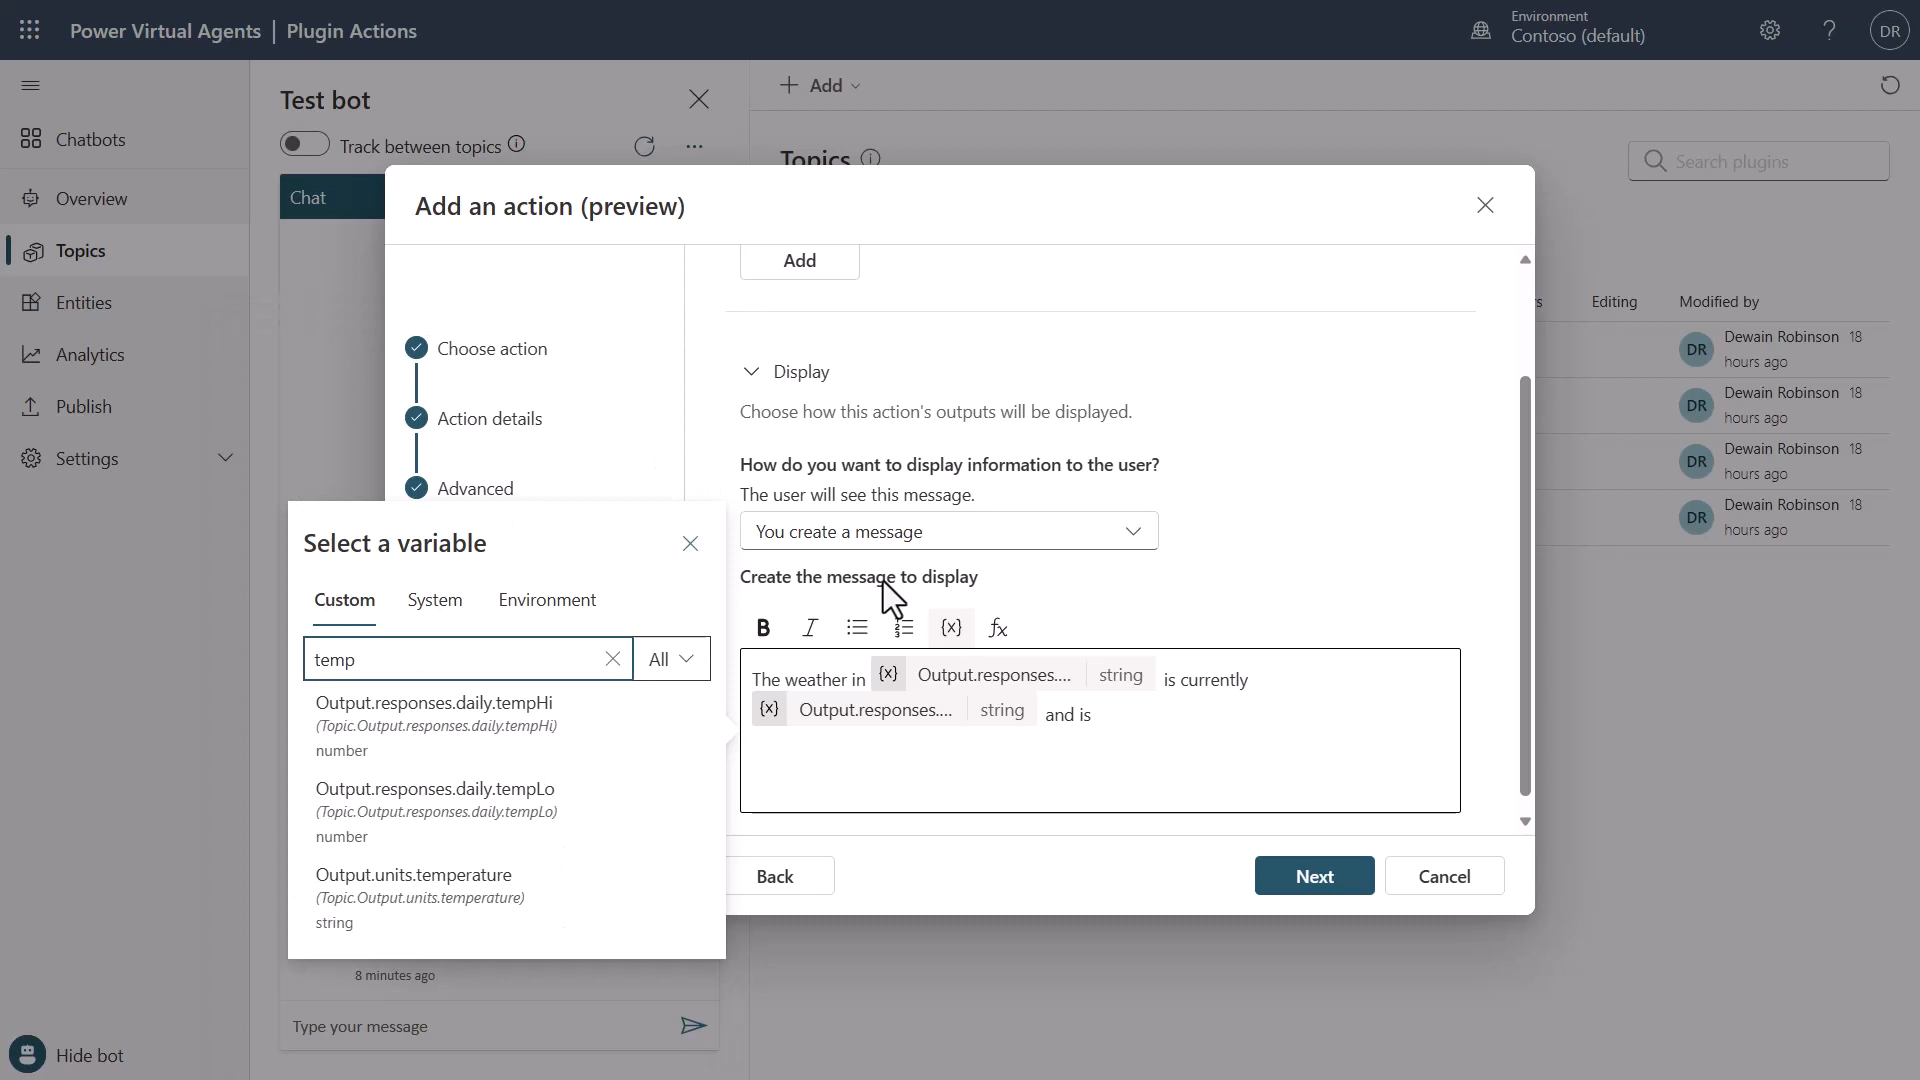 Power Virtual Agents | Plugin Actions
Environment
Contoso (default)
?
DR
Chatbots
Overview
Topics
Entities
Analytics
Publish
Settings
Hide bot
Test bot
Track between topics
Chat
8 minutes ago
Type your message
Add
Topics
Search plugins
Editing
Modified by
DR
Dewain Robinson 18
hours ago
DR
Dewain Robinson 18
hours ago
DR
Dewain Robinson 18
hours ago
DR
Dewain Robinson 18
hours ago
Add an action (preview)
Choose action
Action details
Advanced
Add
Display
Choose how this action's outputs will be displayed.
How do you want to display information to the user?
The user will see this message.
You create a message
Create the message to display
B I {x} fx
The weather in {x} Output.responses.... string is currently
{x} Output.responses.... string and is
Back
Next
Cancel
Select a variable
Custom
System
Environment
temp
All
Output.responses.daily.tempHi
(Topic.Output.responses.daily.tempHi)
number
Output.responses.daily.tempLo
(Topic.Output.responses.daily.tempLo)
number
Output.units.temperature
(Topic.Output.units.temperature)
string